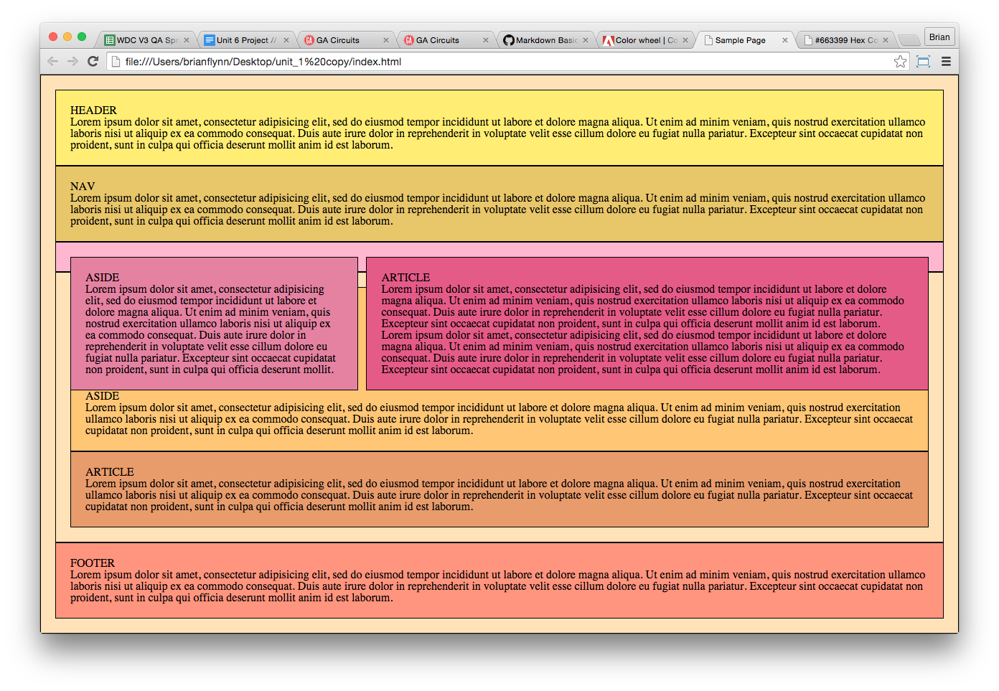 WDC V3 QA Spr
Unit 6 Project //
GA Circuits
GA Circuits
Markdown Basic
Color wheel | Co
Sample Page
#663399 Hex Co
Brian
file:///Users/brianflynn/Desktop/unit_1%20copy/index.html
HEADER
Lorem ipsum dolor sit amet, consectetur adipisicing elit, sed do eiusmod tempor incididunt ut labore et dolore magna aliqua. Ut enim ad minim veniam, quis nostrud exercitation ullamco
laboris nisi ut aliquip ex ea commodo consequat. Duis aute irure dolor in reprehenderit in voluptate velit esse cillum dolore eu fugiat nulla pariatur. Excepteur sint occaecat cupidatat non
proident, sunt in culpa qui officia deserunt mollit anim id est laborum.
NAV
Lorem ipsum dolor sit amet, consectetur adipisicing elit, sed do eiusmod tempor incididunt ut labore et dolore magna aliqua. Ut enim ad minim veniam, quis nostrud exercitation ullamco
laboris nisi ut aliquip ex ea commodo consequat. Duis aute irure dolor in reprehenderit in voluptate velit esse cillum dolore eu fugiat nulla pariatur. Excepteur sint occaecat cupidatat non
proident, sunt in culpa qui officia deserunt mollit anim id est laborum.
ASIDE
Lorem ipsum dolor sit amet, consectetur adipisicing
elit, sed do eiusmod tempor incididunt ut labore et
dolore magna aliqua. Ut enim ad minim veniam, quis
nostrud exercitation ullamco laboris nisi ut aliquip ex
ea commodo consequat. Duis aute irure dolor in
reprehenderit in voluptate velit esse cillum dolore eu
fugiat nulla pariatur. Excepteur sint occaecat cupidatat
non proident, sunt in culpa qui officia deserunt mollit.
ARTICLE
Lorem ipsum dolor sit amet, consectetur adipisicing elit, sed do eiusmod tempor incididunt ut labore et dolore
magna aliqua. Ut enim ad minim veniam, quis nostrud exercitation ullamco laboris nisi ut aliquip ex ea commodo
consequat. Duis aute irure dolor in reprehenderit in voluptate velit esse cillum dolore eu fugiat nulla pariatur.
Excepteur sint occaecat cupidatat non proident, sunt in culpa qui officia deserunt mollit anim id est laborum.
Lorem ipsum dolor sit amet, consectetur adipisicing elit, sed do eiusmod tempor incididunt ut labore et dolore
magna aliqua. Ut enim ad minim veniam, quis nostrud exercitation ullamco laboris nisi ut aliquip ex ea commodo
consequat. Duis aute irure dolor in reprehenderit in voluptate velit esse cillum dolore eu fugiat nulla pariatur.
Excepteur sint occaecat cupidatat non proident, sunt in culpa qui officia deserunt mollit anim id est laborum.
ASIDE
Lorem ipsum dolor sit amet, consectetur adipisicing elit, sed do eiusmod tempor incididunt ut labore et dolore magna aliqua. Ut enim ad minim veniam, quis nostrud exercitation
ullamco laboris nisi ut aliquip ex ea commodo consequat. Duis aute irure dolor in reprehenderit in voluptate velit esse cillum dolore eu fugiat nulla pariatur. Excepteur sint occaecat
cupidatat non proident, sunt in culpa qui officia deserunt mollit anim id est laborum.
ARTICLE
Lorem ipsum dolor sit amet, consectetur adipisicing elit, sed do eiusmod tempor incididunt ut labore et dolore magna aliqua. Ut enim ad minim veniam, quis nostrud exercitation
ullamco laboris nisi ut aliquip ex ea commodo consequat. Duis aute irure dolor in reprehenderit in voluptate velit esse cillum dolore eu fugiat nulla pariatur. Excepteur sint occaecat
cupidatat non proident, sunt in culpa qui officia deserunt mollit anim id est laborum.
FOOTER
Lorem ipsum dolor sit amet, consectetur adipisicing elit, sed do eiusmod tempor incididunt ut labore et dolore magna aliqua. Ut enim ad minim veniam, quis nostrud exercitation ullamco
laboris nisi ut aliquip ex ea commodo consequat. Duis aute irure dolor in reprehenderit in voluptate velit esse cillum dolore eu fugiat nulla pariatur. Excepteur sint occaecat cupidatat non
proident, sunt in culpa qui officia deserunt mollit anim id est laborum.